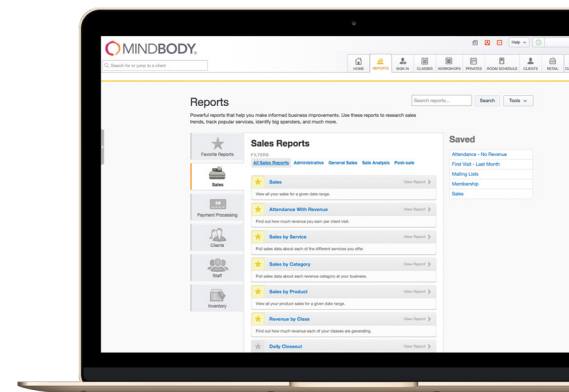 MINDBODY
Help
Search for or jump to a client
HOME REPORTS SIGN IN CLASSES WORKSHOPS PRIVATES ROOM SCHEDULE CLIENTS RETAIL
Reports
Search reports...
Search
Tools
Powerful reports that help you make informed business improvements. Use these reports to research sales
trends, track popular services, identify big spenders, and much more.
Favorite Reports
Sales
Payment Processing
Clients
Staff
Inventory
Sales Reports
FILTERS
All Sales Reports Administrative General Sales Sale Analysis Post-sale
Sales View Report
View all your sales for a given date range.
Attendance With Revenue View Report
Find out how much revenue you earn per client visit.
Sales by Service View Report
Pull sales data about each of the different services you offer.
Sales by Category View Report
Pull sales data about each revenue category at your business.
Sales by Product View Report
View all your product sales for a given date range.
Revenue by Class View Report
Find out how much revenue each of your classes are generating.
Daily Closeout View Report
Saved
Attendance - No Revenue
First Visit - Last Month
Mailing Lists
Membership
Sales